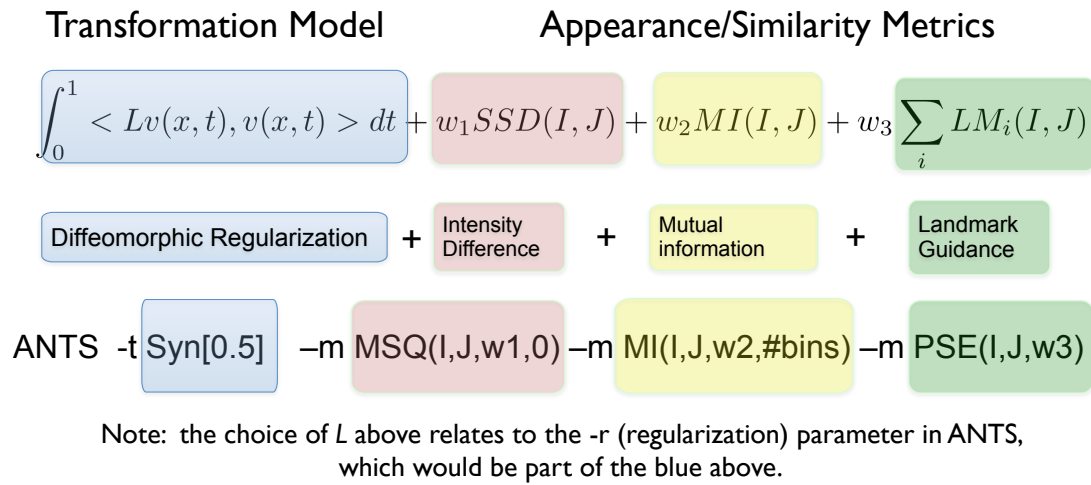 Transformation Model Appearance/Similarity Metrics
∫₀¹ < Lv(x, t), v(x, t) > dt + w₁SSD(I, J) + w₂MI(I, J) + w₃ ∑ᵢ LMᵢ(I, J)
Diffeomorphic Regularization + Intensity Difference + Mutual information + Landmark Guidance
ANTS -t Syn[0.5] –m MSQ(I,J,w1,0) –m MI(I,J,w2,#bins) –m PSE(I,J,w3)
Note: the choice of L above relates to the -r (regularization) parameter in ANTS,
which would be part of the blue above.